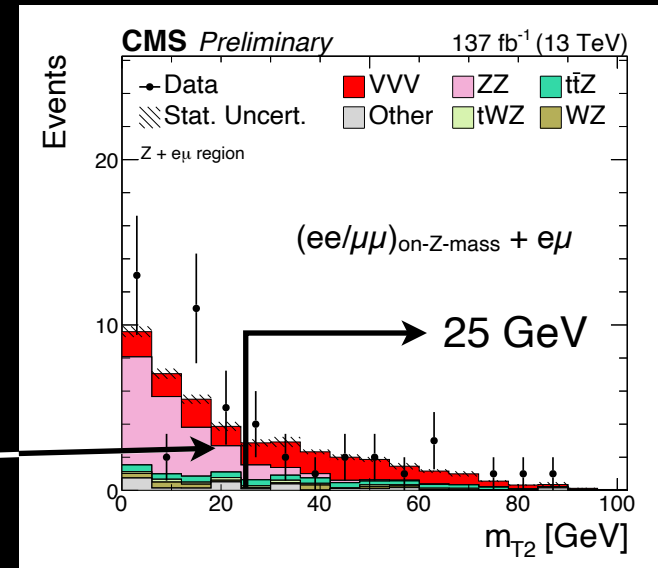 CMS Preliminary 137 fb⁻¹ (13 TeV)
Events
Data VVV ZZ tt̄Z
Stat. Uncert. Other tWZ WZ
Z + eμ region
20
(ee/μμ)on-Z-mass + eμ
10
25 GeV
0
0 20 40 60 80 100
mT2 [GeV]